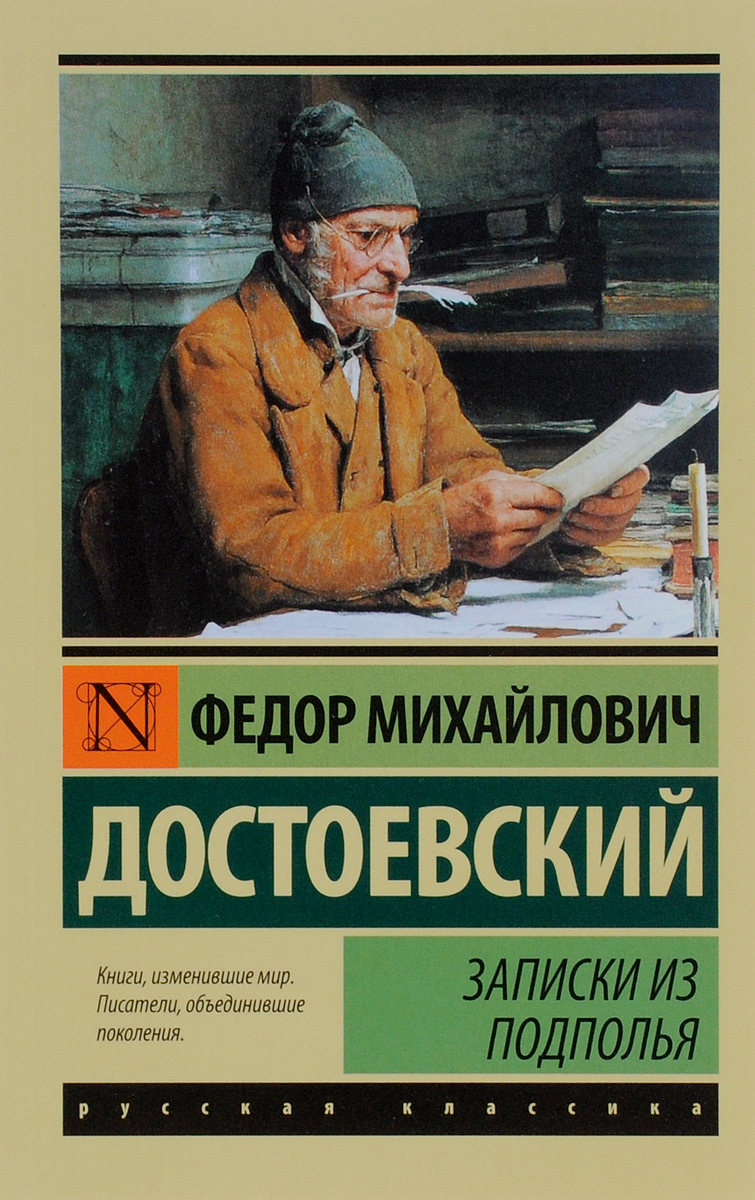 N
ФЕДОР МИХАЙЛОВИЧ
ДОСТОЕВСКИЙ
Книги, изменившие мир.
Писатели, объединившие
поколения.
ЗАПИСКИ ИЗ
ПОДПОЛЬЯ
русская классика